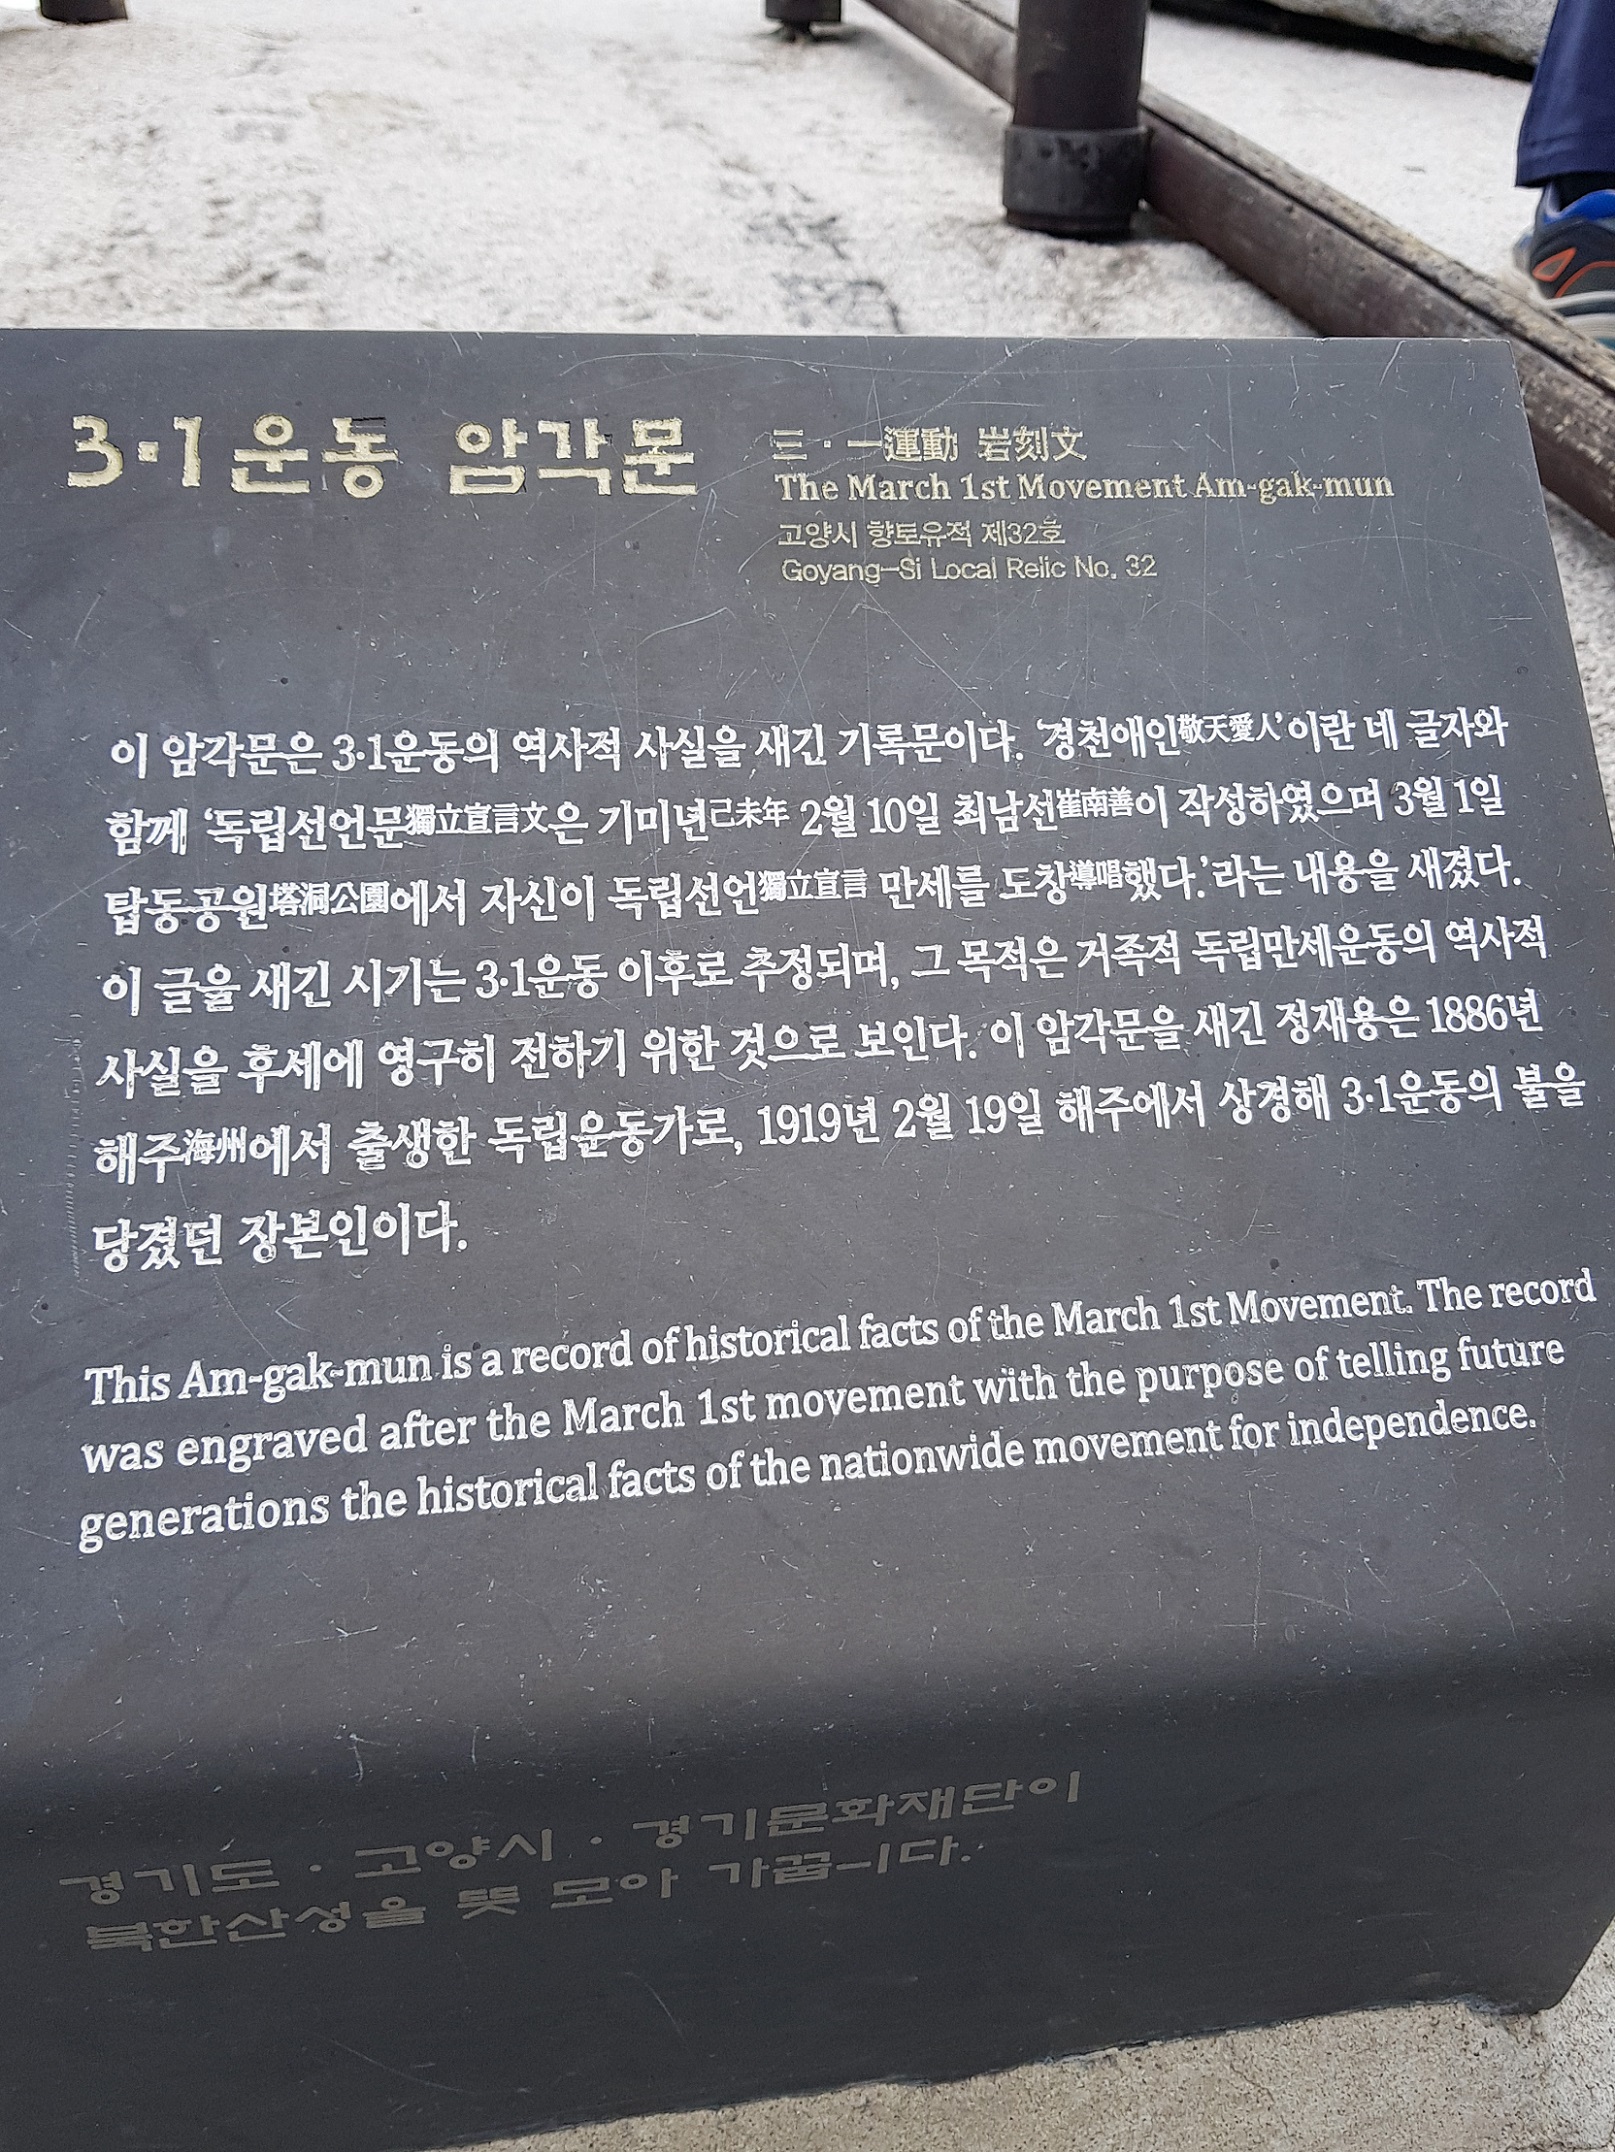 3·1운동 암각문
三·一運動 岩刻文
The March 1st Movement Am-gak-mun
고양시 향토유적 제32호
Goyang-Si Local Relic No. 32
이 암각문은 3·1운동의 역사적 사실을 새긴 기록문이다. ‘경천애인敬天愛人’이란 네 글자와
함께 ‘독립선언문獨立宣言文은 기미년己未年 2월 10일 최남선崔南善이 작성하였으며 3월 1일
탑동공원塔洞公園에서 자신이 독립선언獨立宣言 만세를 도창導唱했다.’라는 내용을 새겼다.
이 글을 새긴 시기는 3·1운동 이후로 추정되며, 그 목적은 거족적 독립만세운동의 역사적
사실을 후세에 영구히 전하기 위한 것으로 보인다. 이 암각문을 새긴 정재용은 1886년
해주海州에서 출생한 독립운동가로, 1919년 2월 19일 해주에서 상경해 3·1운동의 불을
당겼던 장본인이다.
This Am-gak-mun is a record of historical facts of the March 1st Movement. The record
was engraved after the March 1st movement with the purpose of telling future
generations the historical facts of the nationwide movement for independence.
경기도 · 고양시 · 경기문화재단이
북한산성을 뜻 모아 가꿉니다.